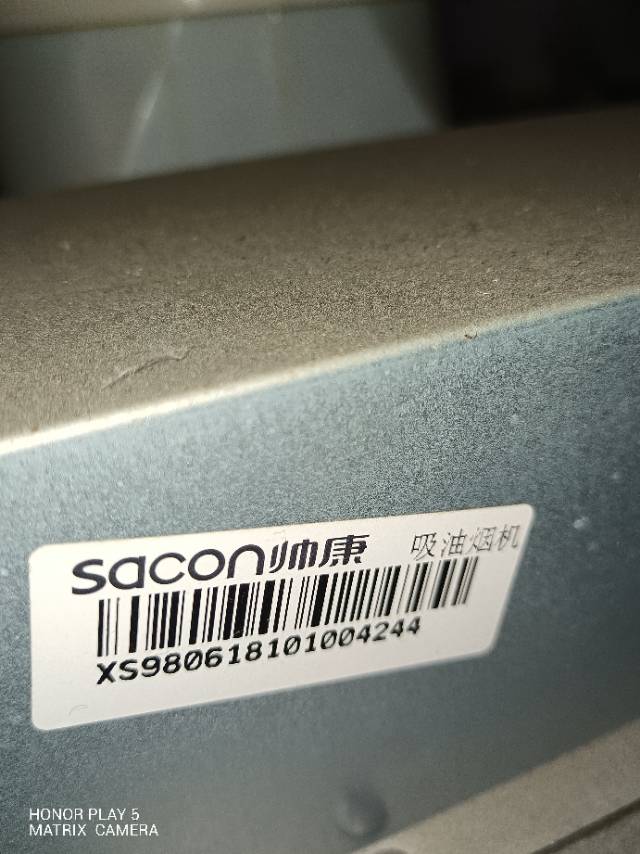 sacon帅康 吸油烟机
XS980618101004244
HONOR PLAY 5
MATRIX CAMERA